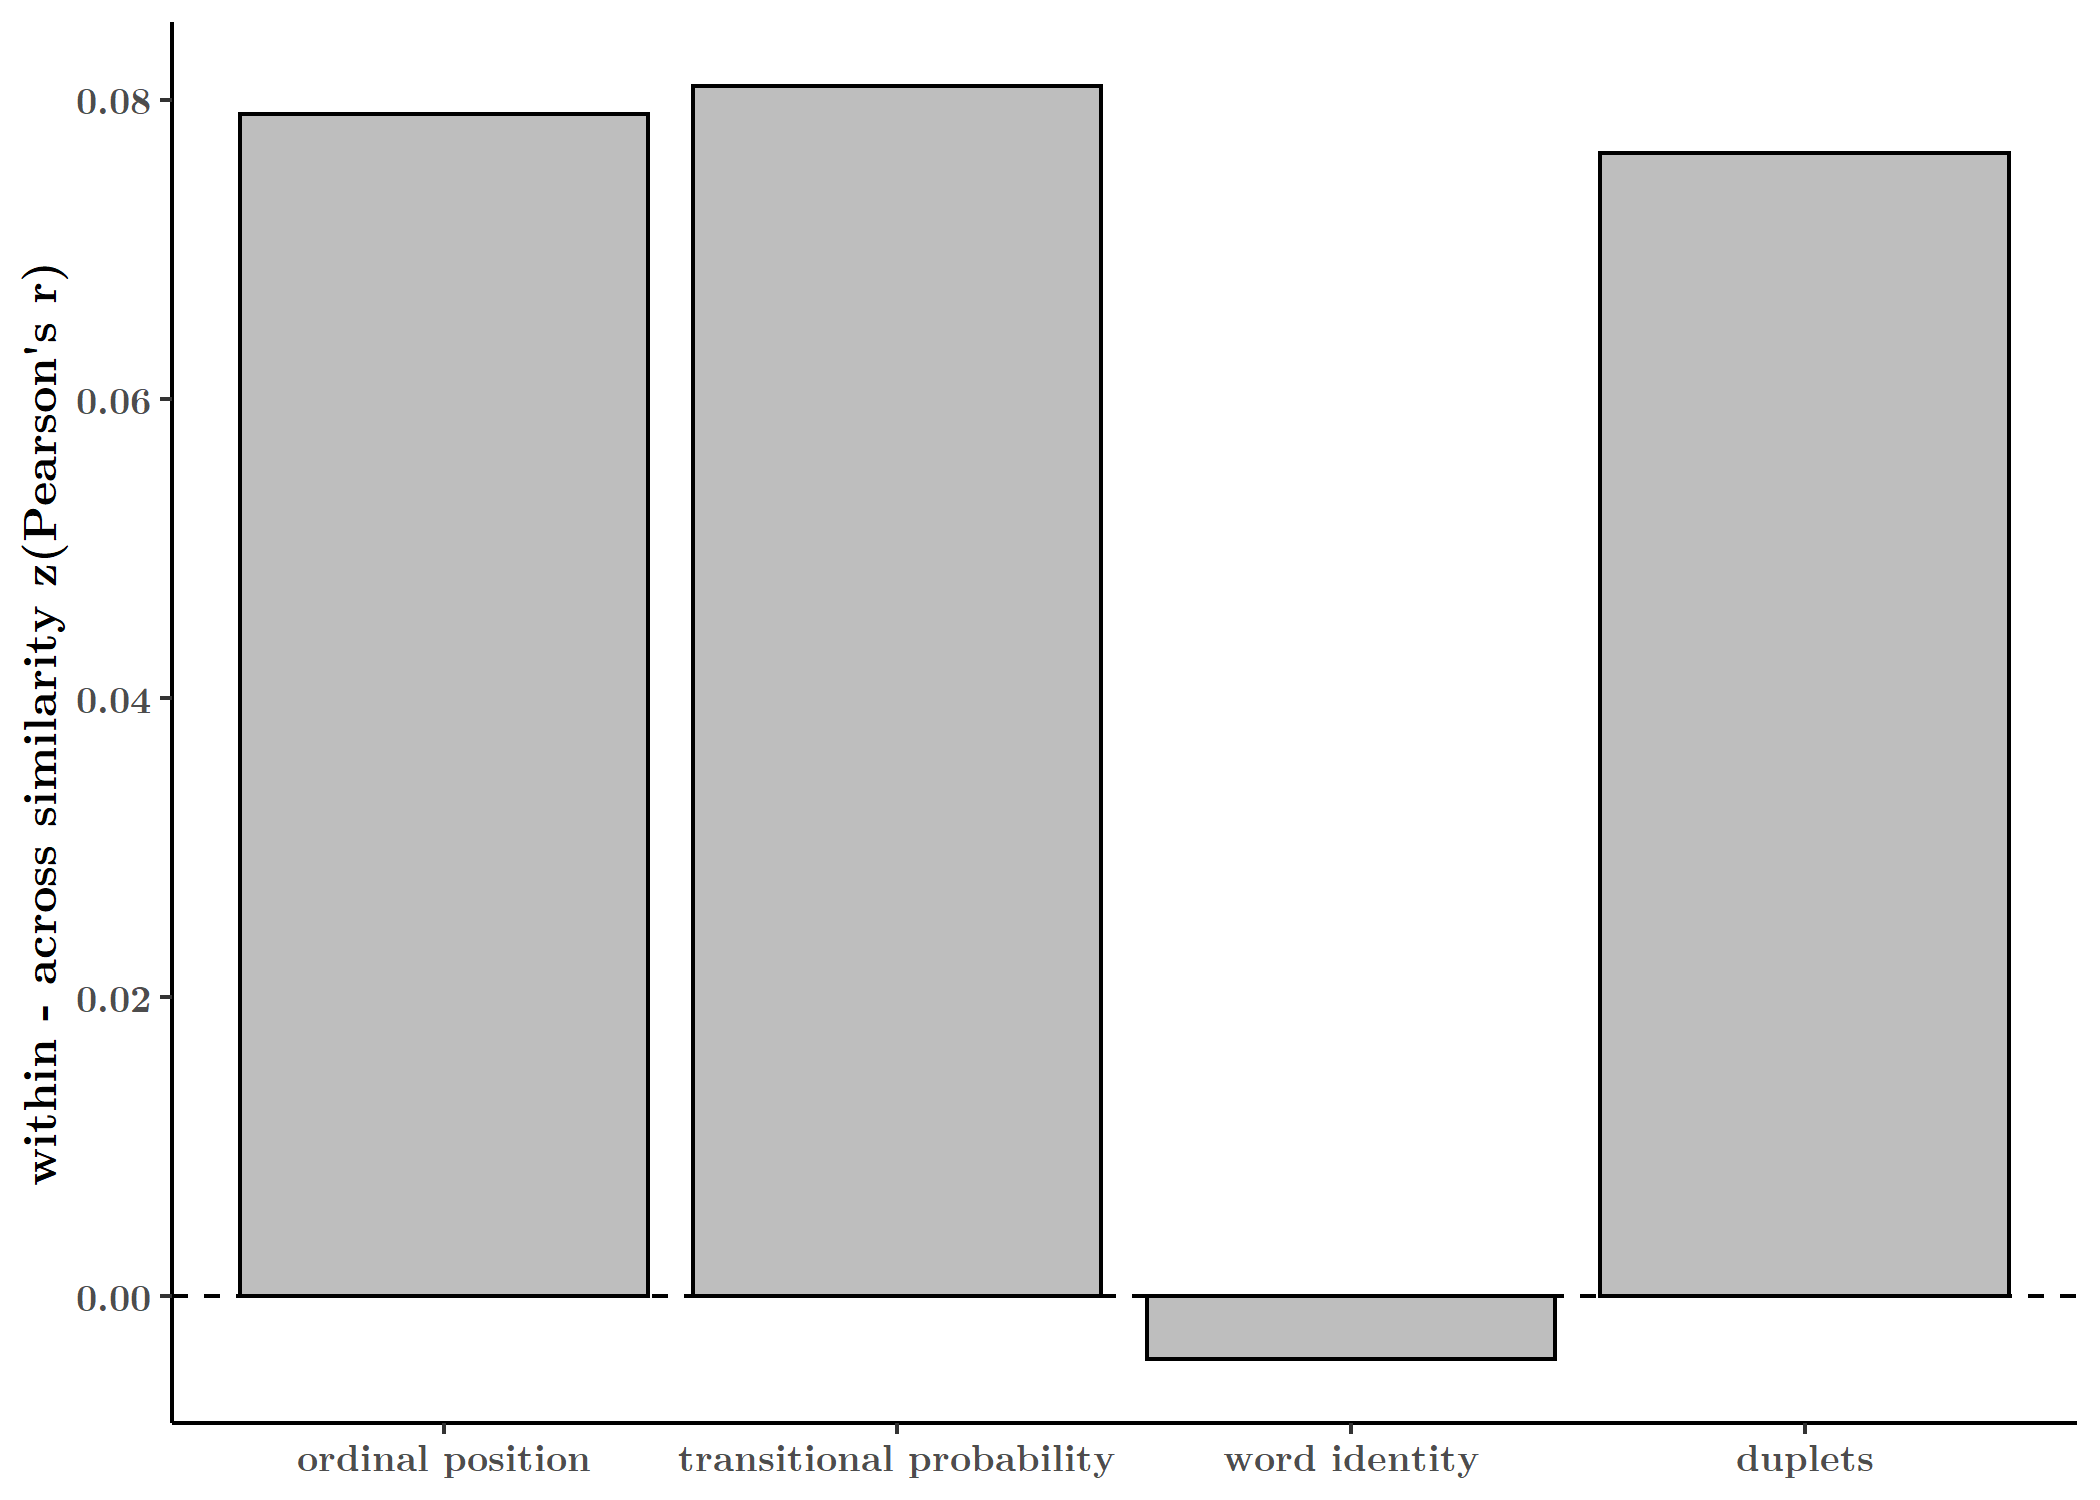 within - across similarity z(Pearson's r)
0.08
0.06
0.04
0.02
0.00
ordinal position transitional probability word identity duplets